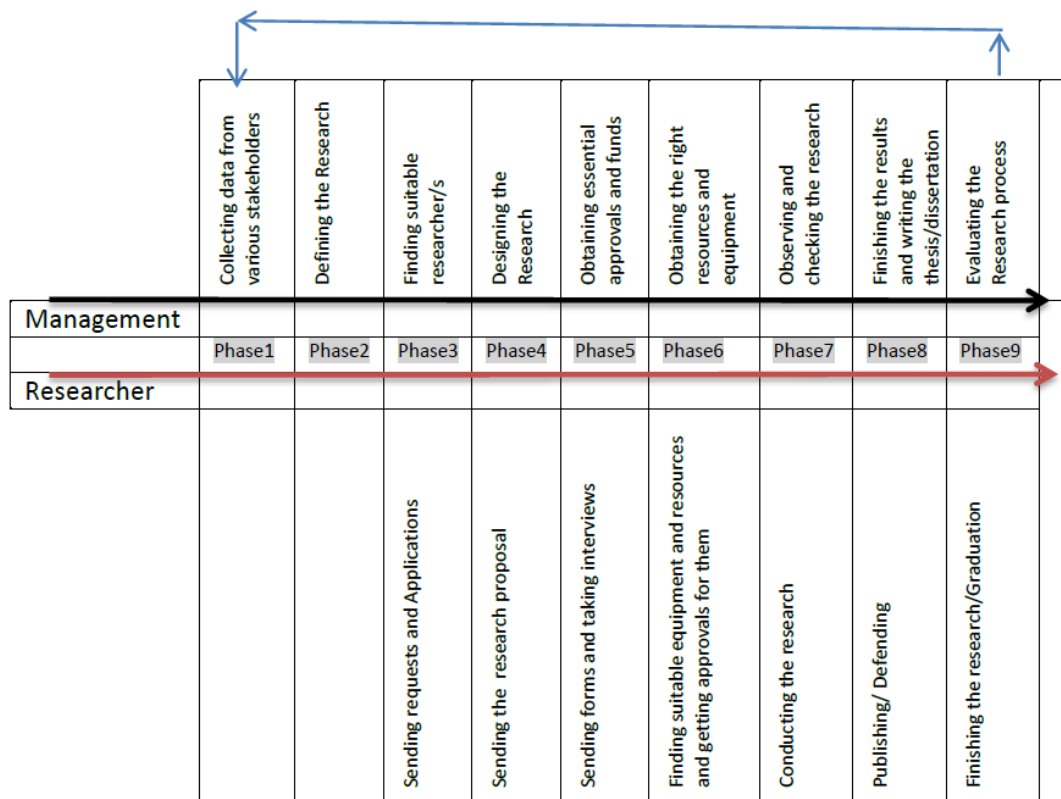 Collecting data from
various stakeholders
Defining the Research
Finding suitable
researcher/s
Designing the
Research
Obtaining essential
approvals and funds
Obtaining the right
resources and
equipment
Observing and
checking the research
Finishing the results
and writing the
thesis/dissertation
Evaluating the
Research process
Management
Phase1
Phase2
Phase3
Phase4
Phase5
Phase6
Phase7
Phase8
Phase9
Researcher
Sending requests and Applications
Sending the research proposal
Sending forms and taking interviews
Finding suitable equipment and resources
and getting approvals for them
Conducting the research
Publishing/ Defending
Finishing the research/Graduation